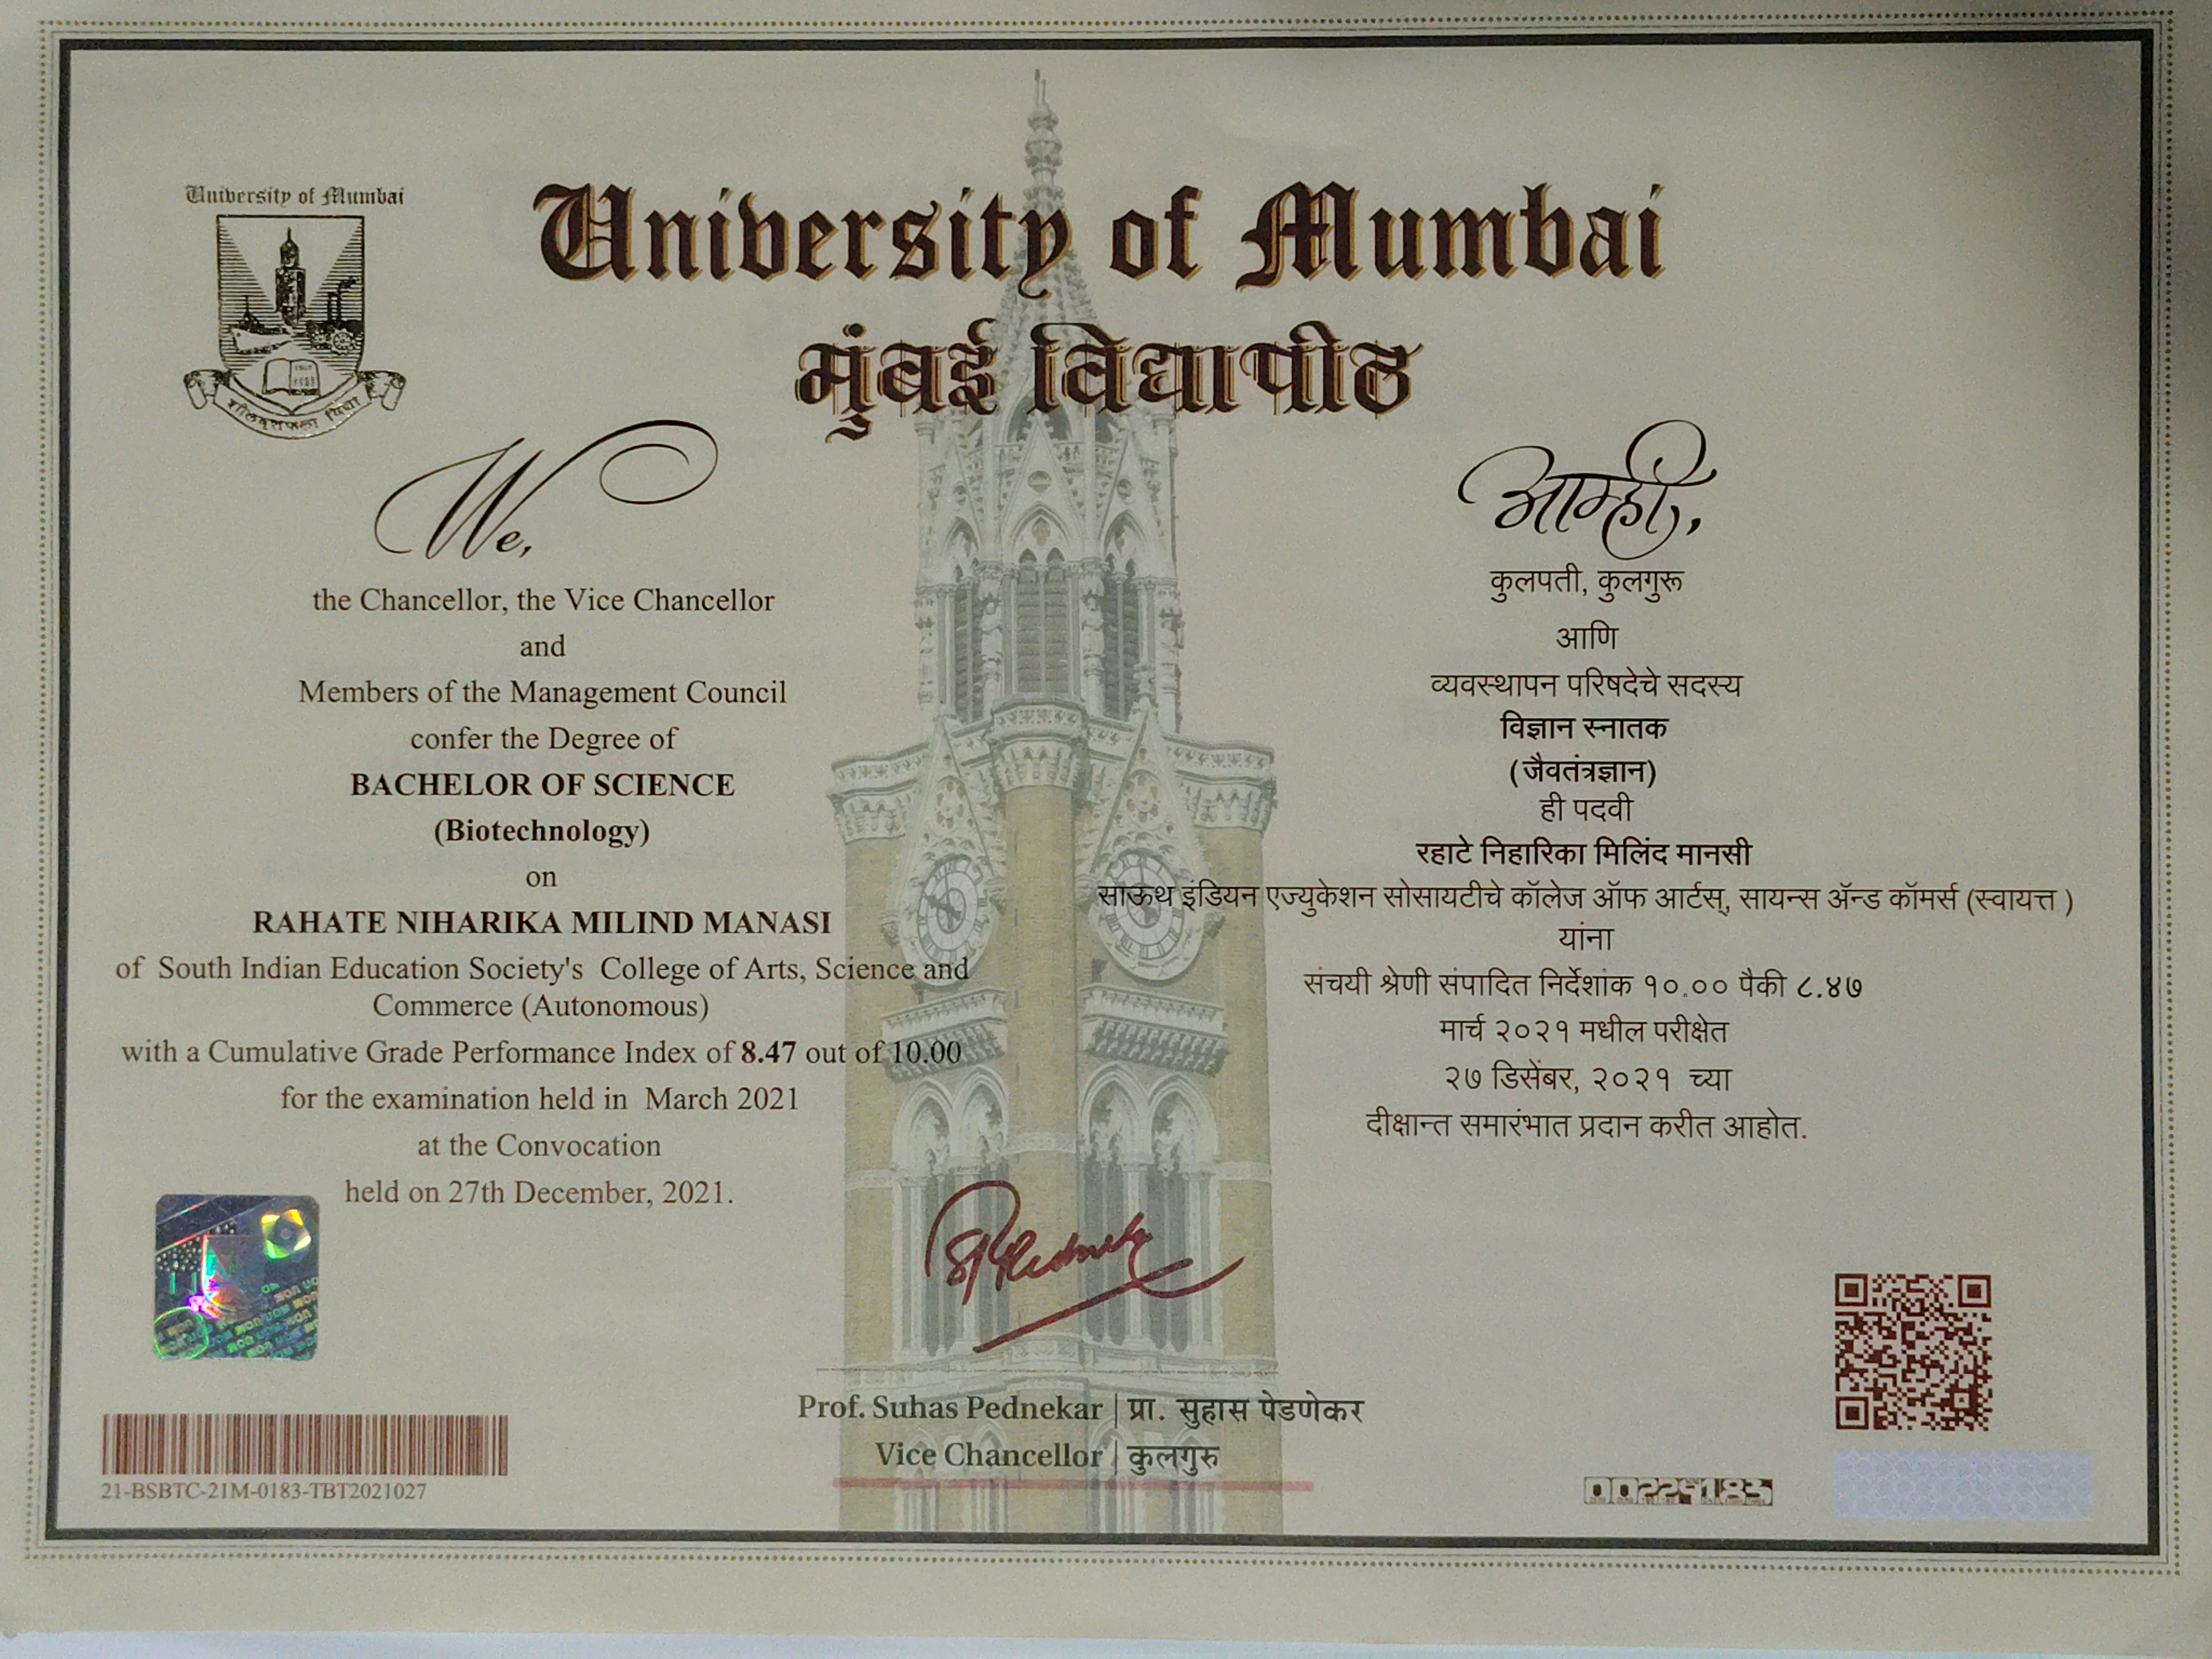 University of Mumbai
University of Mumbai
मुंबई विद्यापीठ
We,
the Chancellor, the Vice Chancellor
and
Members of the Management Council
confer the Degree of
BACHELOR OF SCIENCE
(Biotechnology)
on
RAHATE NIHARIKA MILIND MANASI
of South Indian Education Society's College of Arts, Science and
Commerce (Autonomous)
with a Cumulative Grade Performance Index of 8.47 out of 10.00
for the examination held in March 2021
at the Convocation
held on 27th December, 2021.
आम्ही,
कुलपती, कुलगुरू
आणि
व्यवस्थापन परिषदेचे सदस्य
विज्ञान स्नातक
(जैवतंत्रज्ञान)
ही पदवी
रहाटे निहारिका मिलिंद मानसी
साऊथ इंडियन एज्युकेशन सोसायटीचे कॉलेज ऑफ आर्टस्, सायन्स ॲन्ड कॉमर्स (स्वायत्त )
यांना
संचयी श्रेणी संपादित निर्देशांक १०.०० पैकी ८.४७
मार्च २०२१ मधील परीक्षेत
२७ डिसेंबर, २०२१ च्या
दीक्षान्त समारंभात प्रदान करीत आहोत.
Prof. Suhas Pednekar | प्रा. सुहास पेडणेकर
Vice Chancellor | कुलगुरु
21-BSBTC-21M-0183-TBT2021027